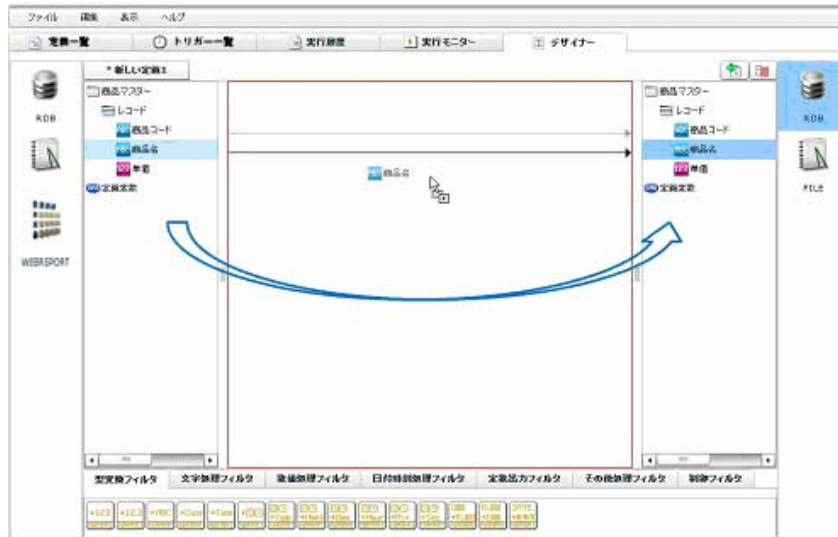 ファイル 編集 表示 ヘルプ
定義一覧 トリガー一覧 実行履歴 実行モニター デザイナー
* 新しい定義1
RDB
WEBREPORT
商品マスター
レコード
商品コード
商品名
単価
定義定数
商品名
商品マスター
レコード
商品コード
商品名
単価
定義定数
RDB
FILE
型変換フィルタ 文字処理フィルタ 数値処理フィルタ 日付時刻処理フィルタ 定数出力フィルタ その他処理フィルタ 制御フィルタ